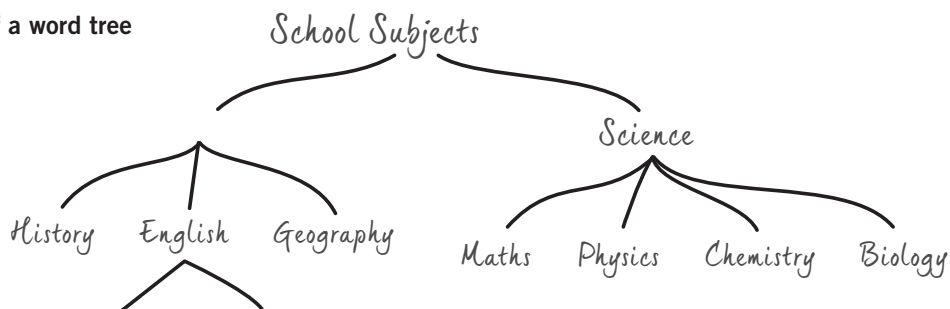 a word tree
School Subjects
Science
History English Geography
Maths Physics Chemistry Biology